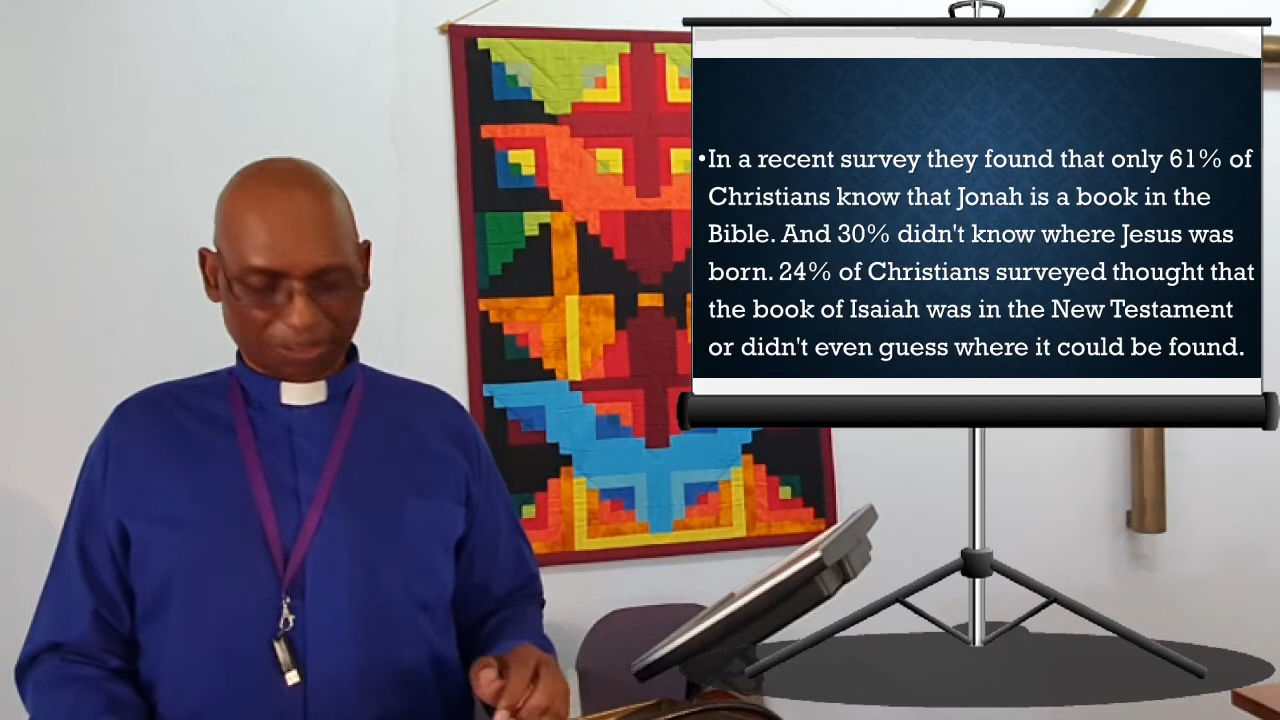 •In a recent survey they found that only 61% of
Christians know that Jonah is a book in the
Bible. And 30% didn't know where Jesus was
born. 24% of Christians surveyed thought that
the book of Isaiah was in the New Testament
or didn't even guess where it could be found.